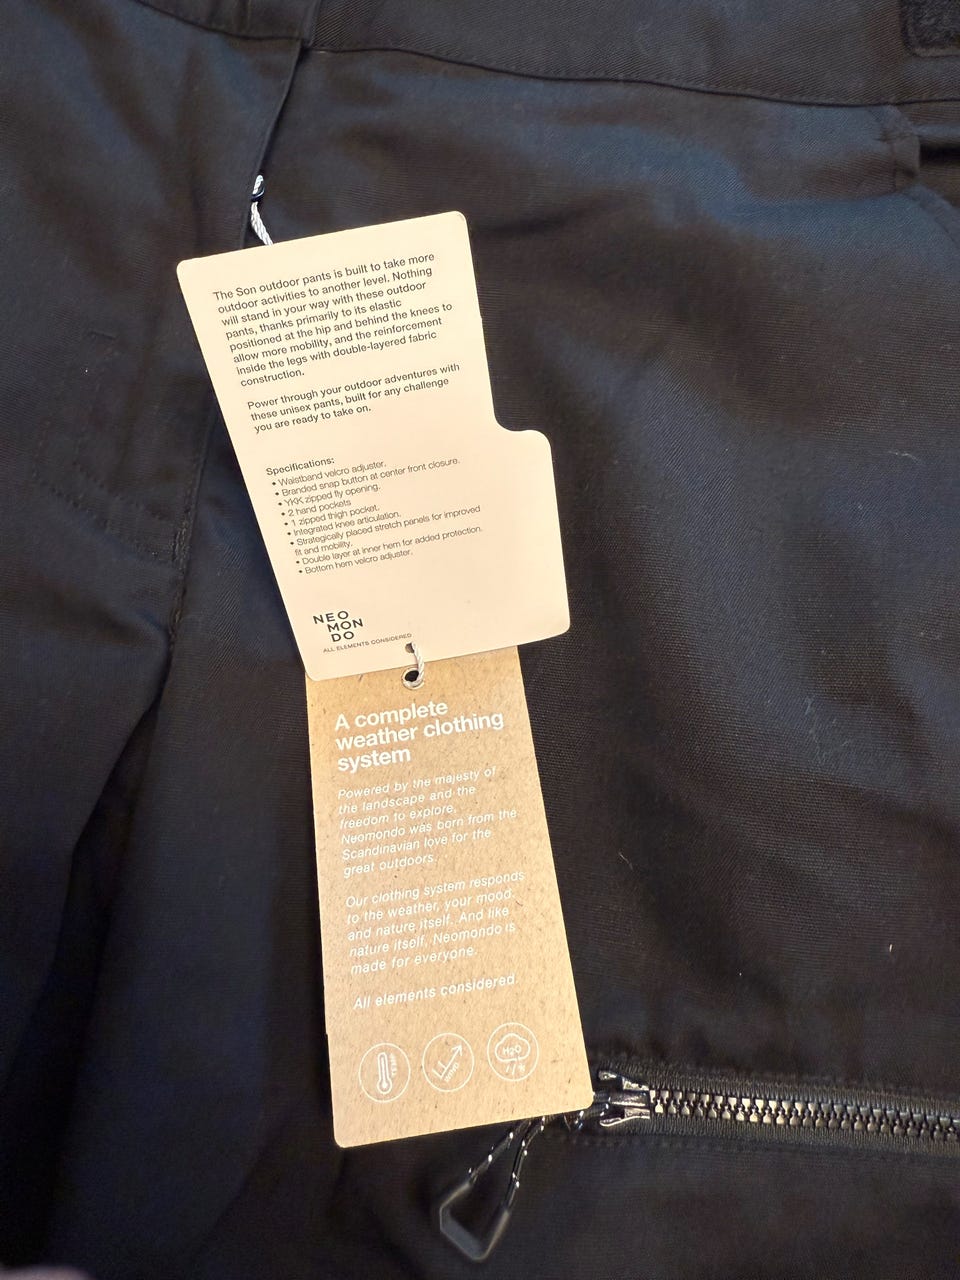 The Son outdoor pants is built to take more
outdoor activities to another level. Nothing
will stand in your way with these outdoor
pants, thanks primarily to its elastic
positioned at the hip and behind the knees to
allow more mobility, and the reinforcement
inside the legs with double-layered fabric
construction.
Power through your outdoor adventures with
these unisex pants, built for any challenge
you are ready to take on.
Specifications:
• Waistband velcro adjuster.
• Branded snap button at center front closure.
• YKK zipped fly opening.
• 2 hand pockets
• 1 zipped thigh pocket.
• Integrated knee articulation.
• Strategically placed stretch panels for improved
fit and mobility.
• Double layer at inner hem for added protection.
• Bottom hem velcro adjuster.
NEO
MON
DO
ALL ELEMENTS CONSIDERED
A complete
weather clothing
system
Powered by the majesty of
the landscape and the
freedom to explore,
Neomondo was born from the
Scandinavian love for the
great outdoors.
Our clothing system responds
to the weather, your mood,
and nature itself. And like
nature itself, Neomondo is
made for everyone.
All elements considered.
H2O